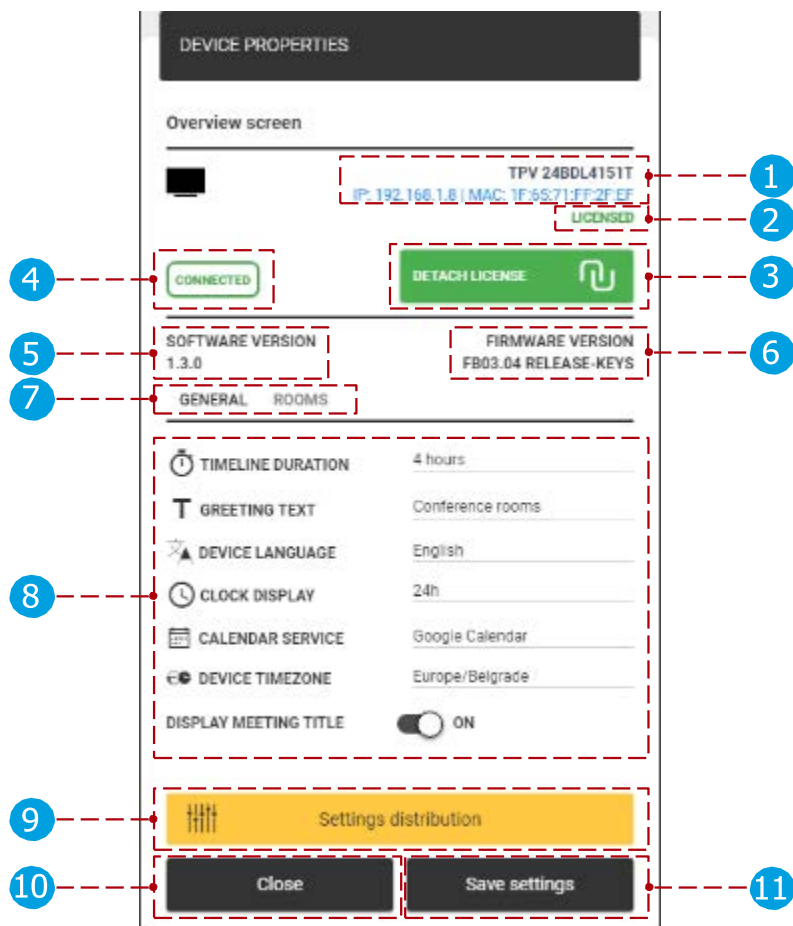 DEVICE PROPERTIES
Overview screen
TPV 24BDL4151T
1
IP: 192.168.1.8 | MAC: 1F:65:71:FF:2F:EF
LICENSED
2
4
CONNECTED
DETACH LICENSE
3
5
SOFTWARE VERSION
1.3.0
FIRMWARE VERSION
FB03.04 RELEASE-KEYS
6
7
GENERAL ROOMS
8
TIMELINE DURATION 4 hours
GREETING TEXT Conference rooms
DEVICE LANGUAGE English
CLOCK DISPLAY 24h
CALENDAR SERVICE Google Calendar
DEVICE TIMEZONE Europe/Belgrade
DISPLAY MEETING TITLE ON
9
Settings distribution
10
Close
Save settings
11